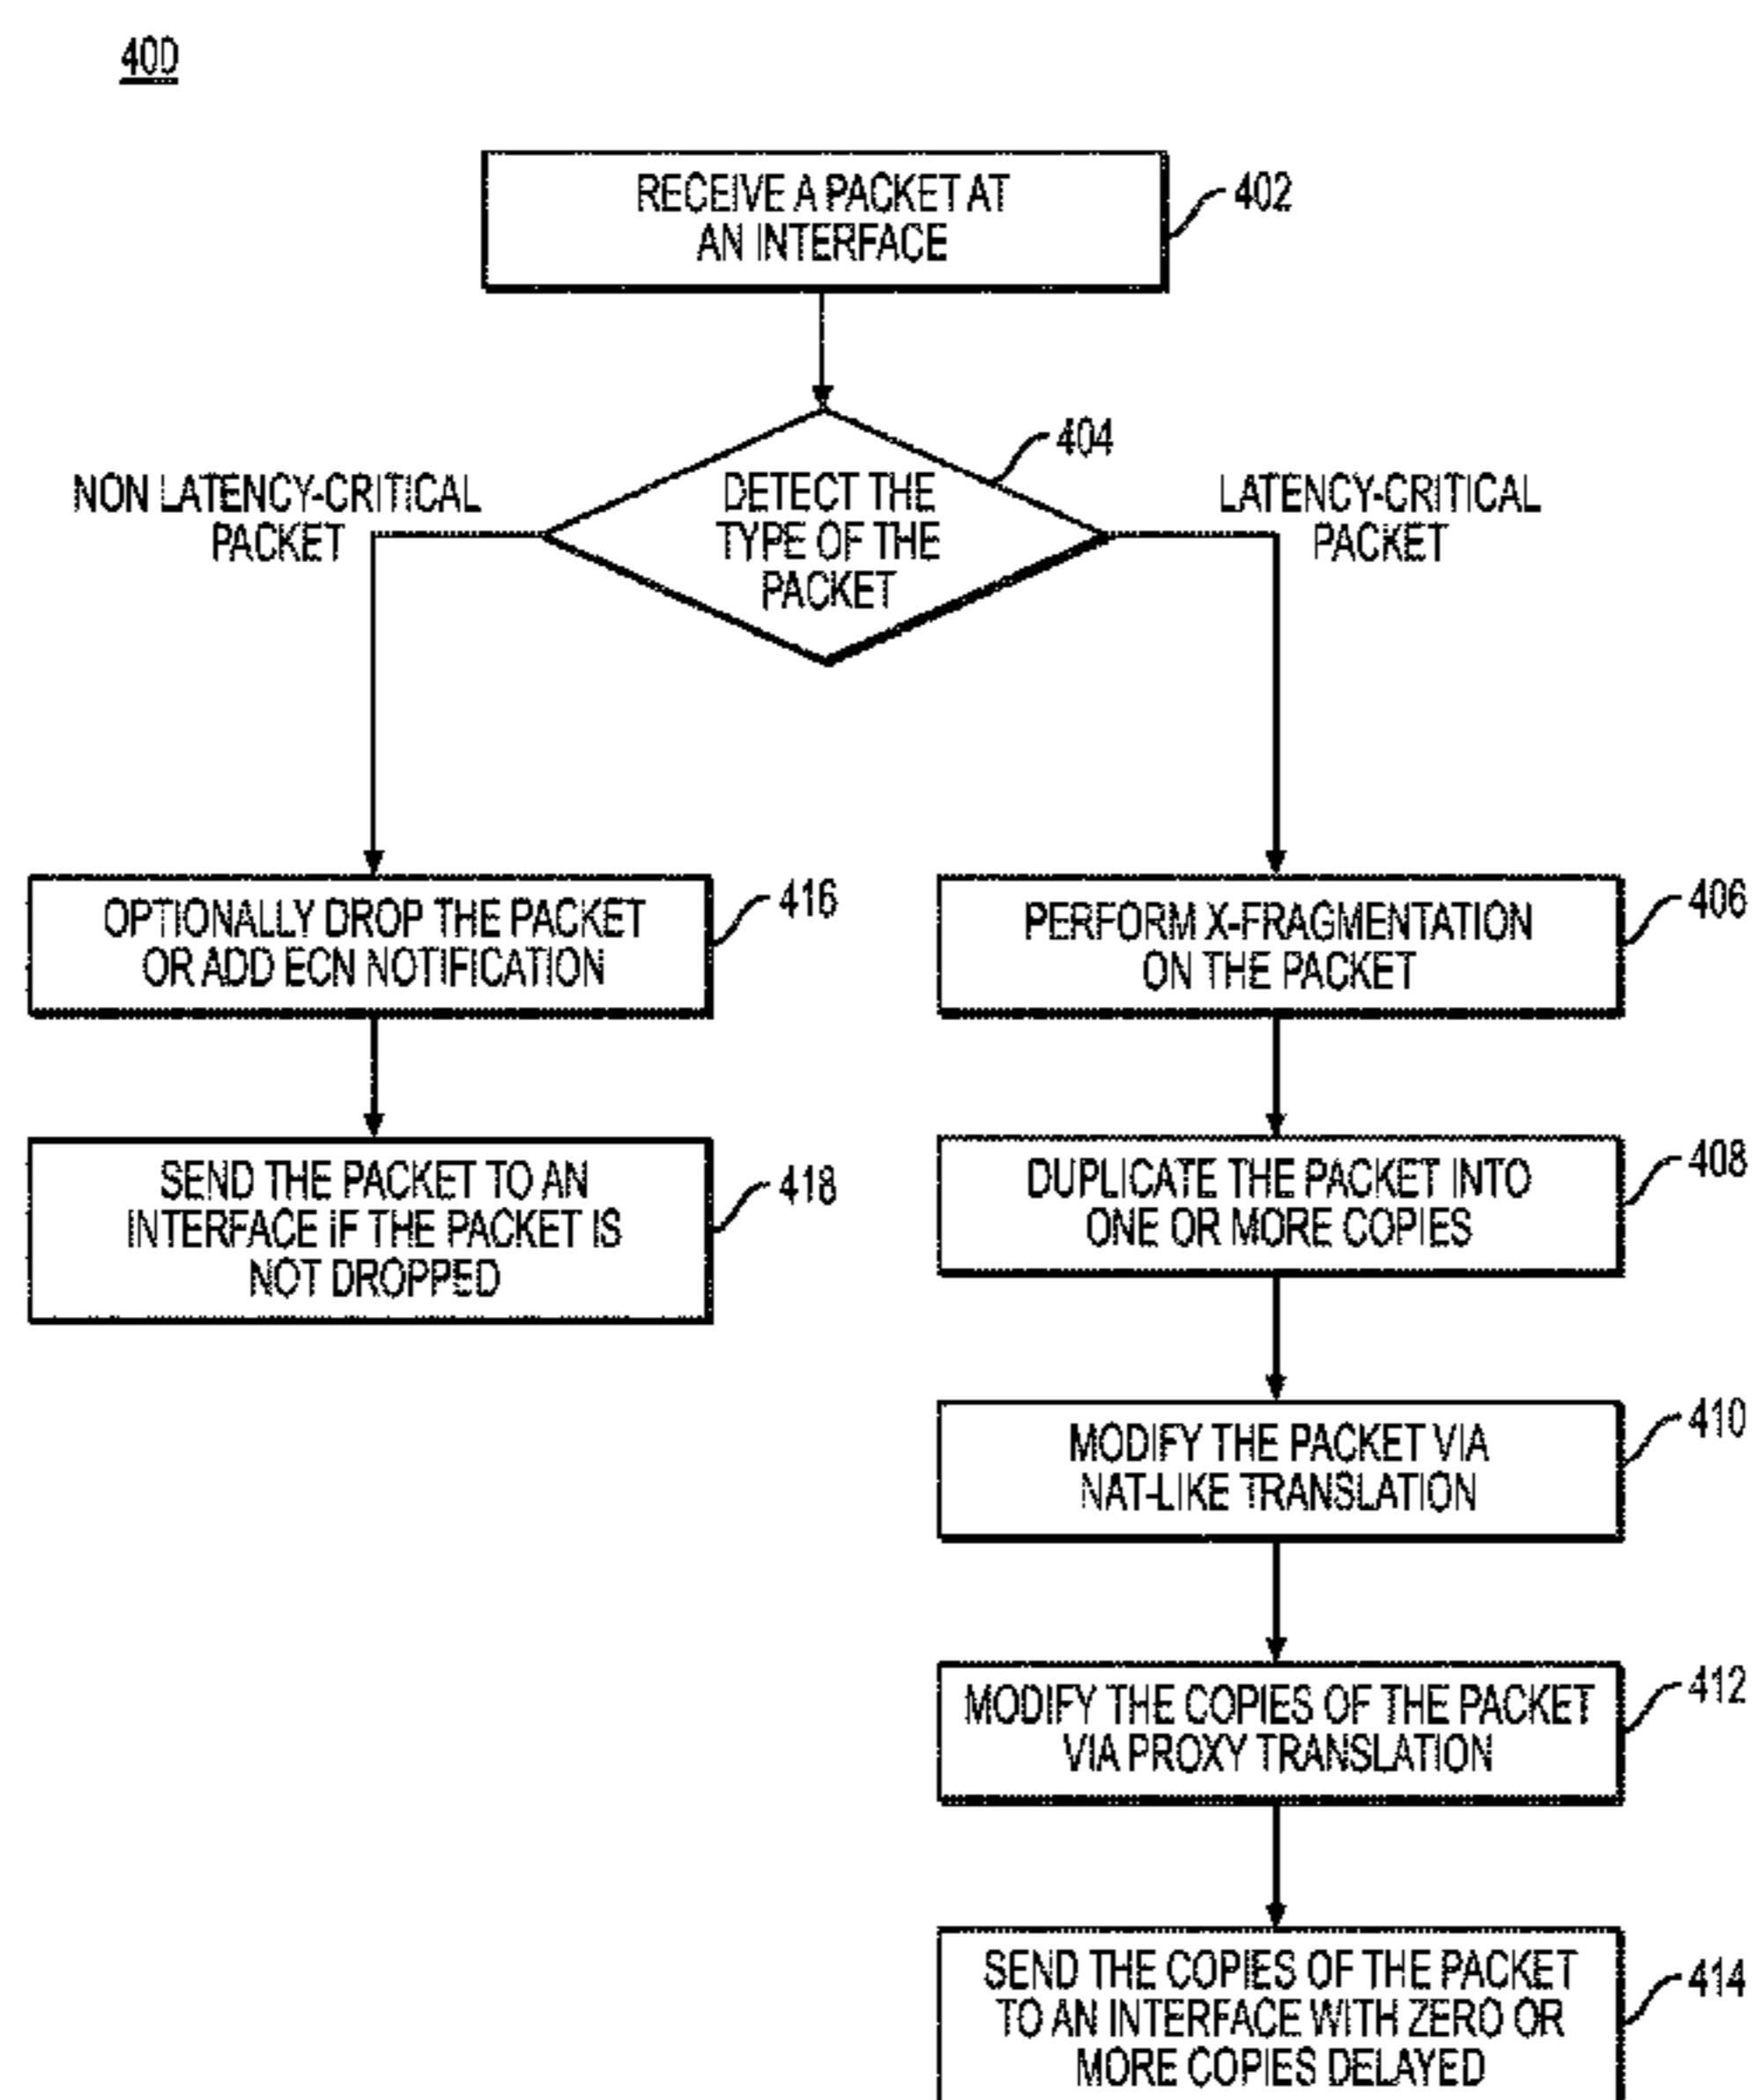 400
RECEIVE A PACKET AT
AN INTERFACE
402
404
DETECT THE
TYPE OF THE
PACKET
NON LATENCY-CRITICAL
PACKET
LATENCY-CRITICAL
PACKET
OPTIONALLY DROP THE PACKET
OR ADD ECN NOTIFICATION
416
PERFORM X-FRAGMENTATION
ON THE PACKET
406
SEND THE PACKET TO AN
INTERFACE IF THE PACKET IS
NOT DROPPED
418
DUPLICATE THE PACKET INTO
ONE OR MORE COPIES
408
MODIFY THE PACKET VIA
NAT-LIKE TRANSLATION
410
MODIFY THE COPIES OF THE PACKET
VIA PROXY TRANSLATION
412
SEND THE COPIES OF THE PACKET
TO AN INTERFACE WITH ZERO OR
MORE COPIES DELAYED
414